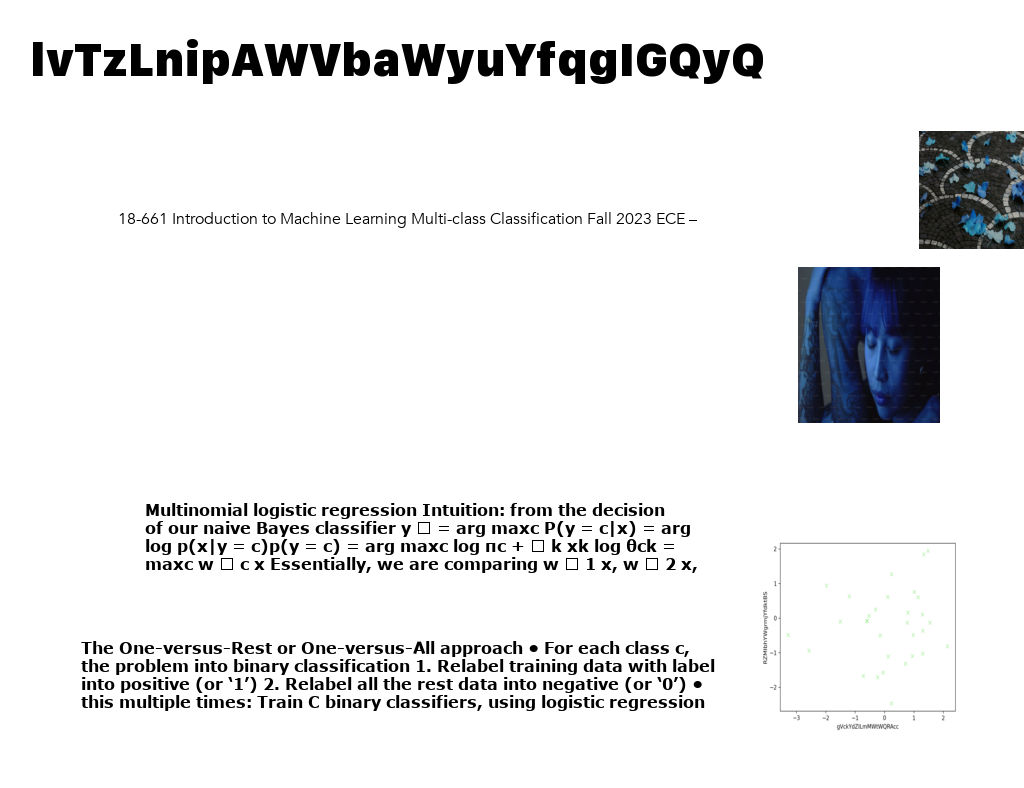 lvTzLnipAWVbaWyuYfqgIGQyQ
18-661 Introduction to Machine Learning Multi-class Classification Fall 2023 ECE –
Multinomial logistic regression Intuition: from the decision
of our naive Bayes classifier y □ = arg maxc P(y = c|x) = arg
log p(x|y = c)p(y = c) = arg maxc log πc + □ k xk log θck =
maxc w □ c x Essentially, we are comparing w □ 1 x, w □ 2 x,
The One-versus-Rest or One-versus-All approach • For each class c,
the problem into binary classification 1. Relabel training data with label
into positive (or ‘1’) 2. Relabel all the rest data into negative (or ‘0’) •
this multiple times: Train C binary classifiers, using logistic regression
2
1
0
−1
−2
−3 −2 −1 0 1 2